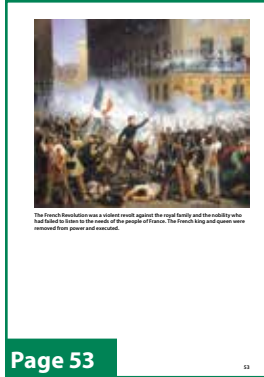 The French Revolution was a violent revolt against the royal family and the nobility who
had failed to listen to the needs of the people of France. The French king and queen were
removed from power and executed.
Page 53
53